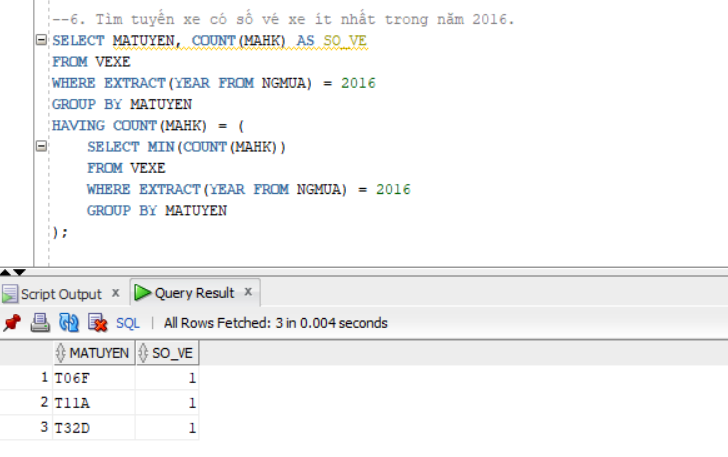 --6. Tìm tuyến xe có số vé xe ít nhất trong năm 2016.
SELECT MATUYEN, COUNT(MAHK) AS SO_VE
FROM VEXE
WHERE EXTRACT(YEAR FROM NGMUA) = 2016
GROUP BY MATUYEN
HAVING COUNT(MAHK) = (
SELECT MIN(COUNT(MAHK))
FROM VEXE
WHERE EXTRACT(YEAR FROM NGMUA) = 2016
GROUP BY MATUYEN
);
Script Output x Query Result x
SQL | All Rows Fetched: 3 in 0.004 seconds
MATUYEN SO_VE
1 T06F 1
2 T11A 1
3 T32D 1